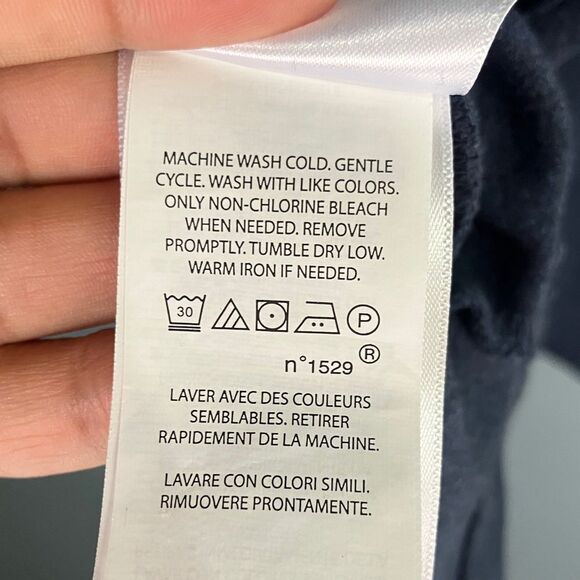 MACHINE WASH COLD. GENTLE
CYCLE. WASH WITH LIKE COLORS.
ONLY NON-CHLORINE BLEACH
WHEN NEEDED. REMOVE
PROMPTLY. TUMBLE DRY LOW.
WARM IRON IF NEEDED.
30 P
n°1529 ®
LAVER AVEC DES COULEURS
SEMBLABLES. RETIRER
RAPIDEMENT DE LA MACHINE.
LAVARE CON COLORI SIMILI.
RIMUOVERE PRONTAMENTE.